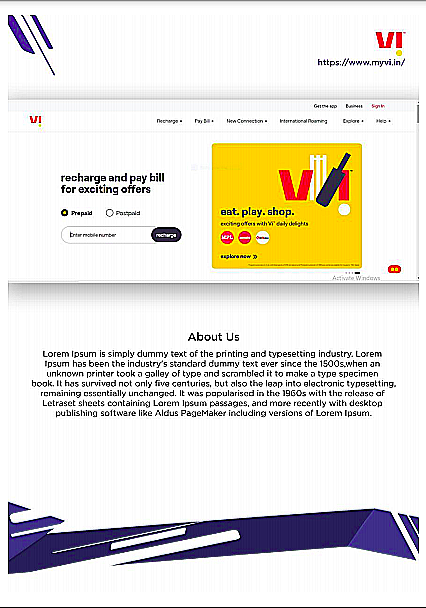 VI
https://www.myvi.in/
Get the app Business Sign In
VI
Recharge Pay Bill New Connection International Roaming Explore Help
recharge and pay bill
for exciting offers
Prepaid Postpaid
Enter mobile number recharge
VI
eat. play. shop.
exciting offers with Vi daily delights
explore now »
Activate Windows
About Us
Lorem Ipsum is simply dummy text of the printing and typesetting industry. Lorem
Ipsum has been the industry's standard dummy text ever since the 1500s,when an
unknown printer took a galley of type and scrambled it to make a type specimen
book. It has survived not only five centuries, but also the leap into electronic typesetting,
remaining essentially unchanged. It was popularised in the 1960s with the release of
Letraset sheets containing Lorem Ipsum passages, and more recently with desktop
publishing software like Aldus PageMaker including versions of Lorem Ipsum.